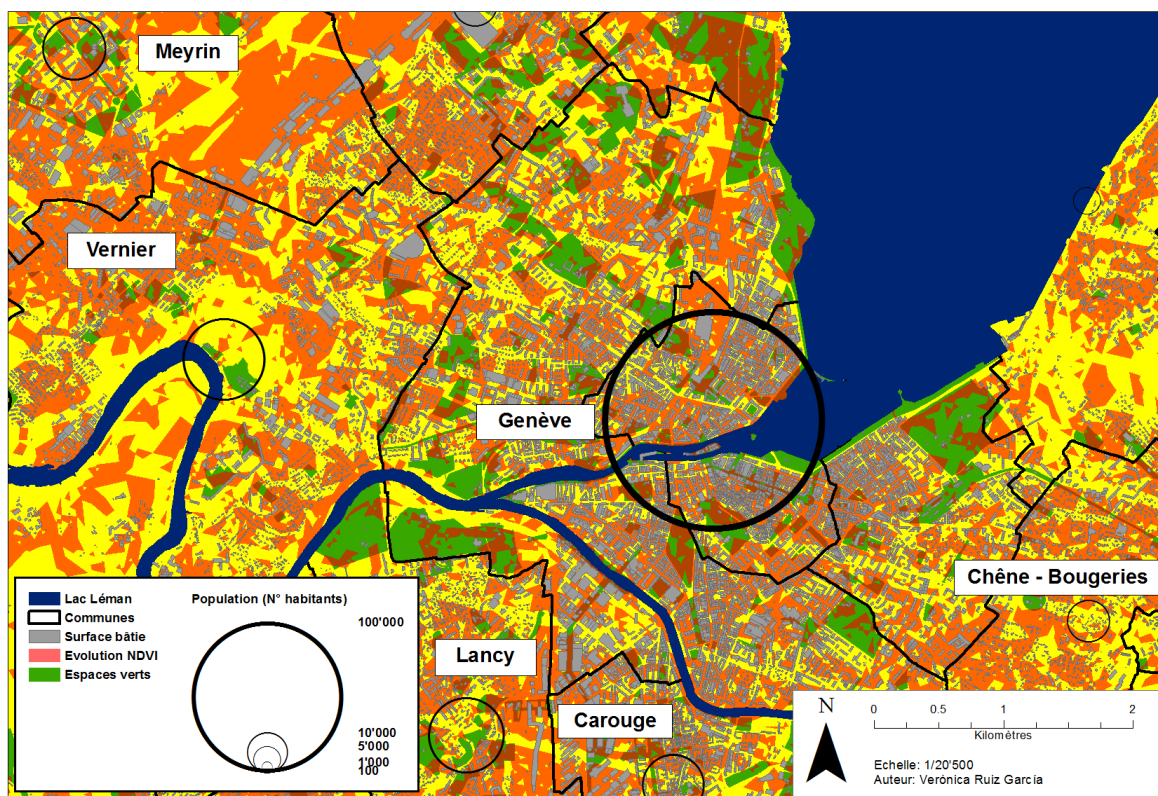 Meyrin
Vernier
Genève
Chêne - Bougeries
Lancy
Carouge
Lac Léman
Communes
Surface bâtie
Evolution NDVI
Espaces verts
Population (N° habitants)
100'000
10'000
5'000
1'000
100
N
0 0.5 1 2
Kilomètres
Echelle: 1/20'500
Auteur: Verónica Ruiz García